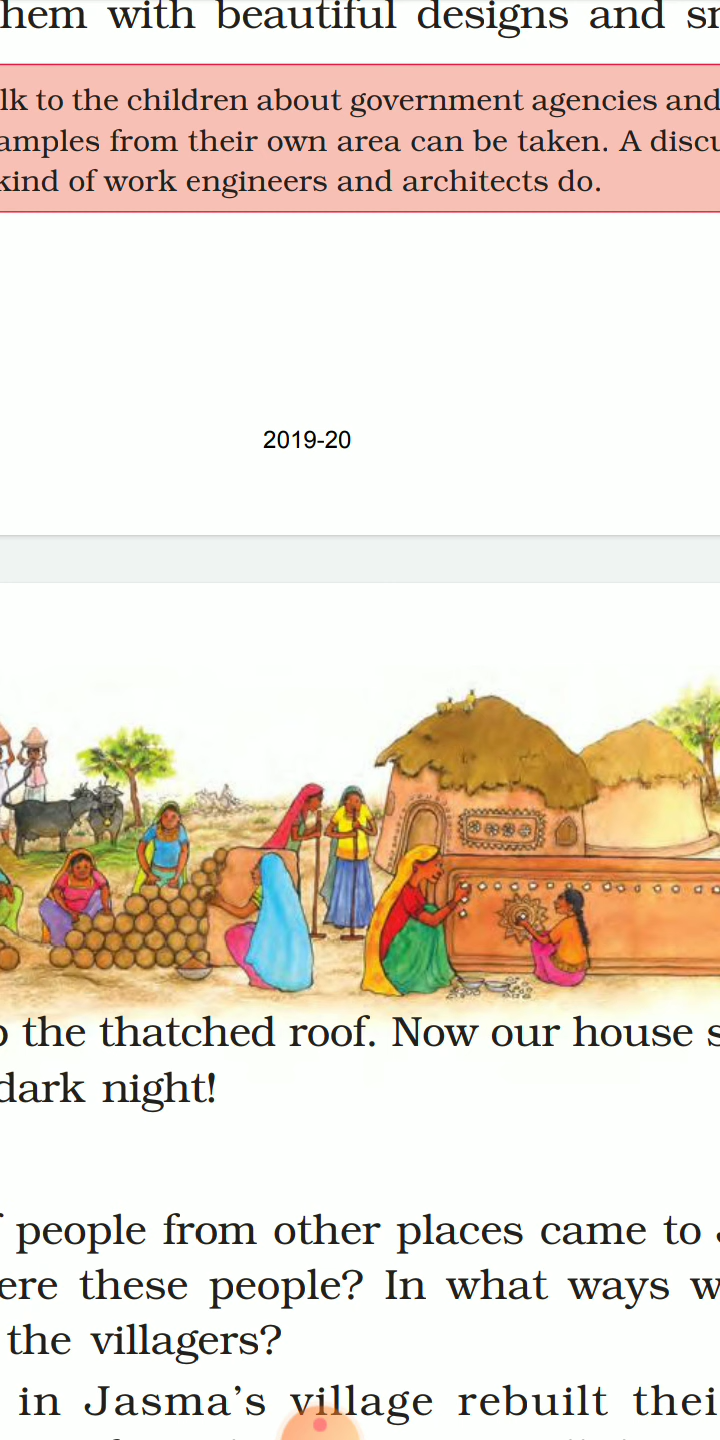 hem with beautiful designs and
lk to the children about government agencies and
amples from their own area can be taken. A discu
kind of work engineers and architects do.
2019-20
the thatched roof. Now our house s
dark night!
people from other places came to
ere these people? In what ways w
the villagers?
in Jasma's village rebuilt thei